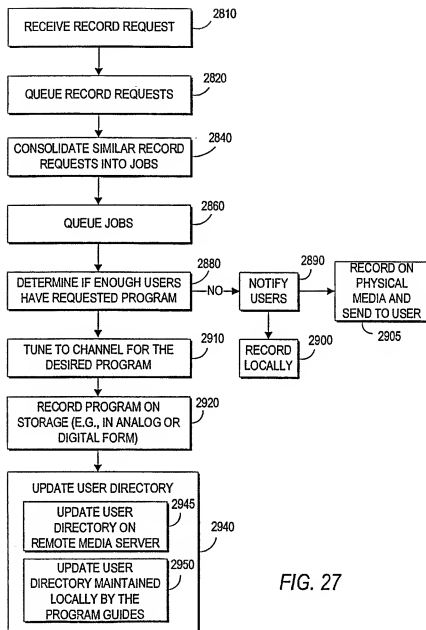 RECEIVE RECORD REQUEST
2810
QUEUE RECORD REQUESTS
2820
CONSOLIDATE SIMILAR RECORD
REQUESTS INTO JOBS
2840
QUEUE JOBS
2860
DETERMINE IF ENOUGH USERS
HAVE REQUESTED PROGRAM
2880
NO
NOTIFY
USERS
2890
RECORD ON
PHYSICAL
MEDIA AND
SEND TO USER
2905
RECORD
LOCALLY
2900
TUNE TO CHANNEL FOR THE
DESIRED PROGRAM
2910
RECORD PROGRAM ON
STORAGE (E.G., IN ANALOG OR
DIGITAL FORM)
2920
UPDATE USER DIRECTORY
2940
UPDATE USER
DIRECTORY ON
REMOTE MEDIA SERVER
2945
UPDATE USER
DIRECTORY MAINTAINED
LOCALLY BY THE
PROGRAM GUIDES
2950
FIG. 27